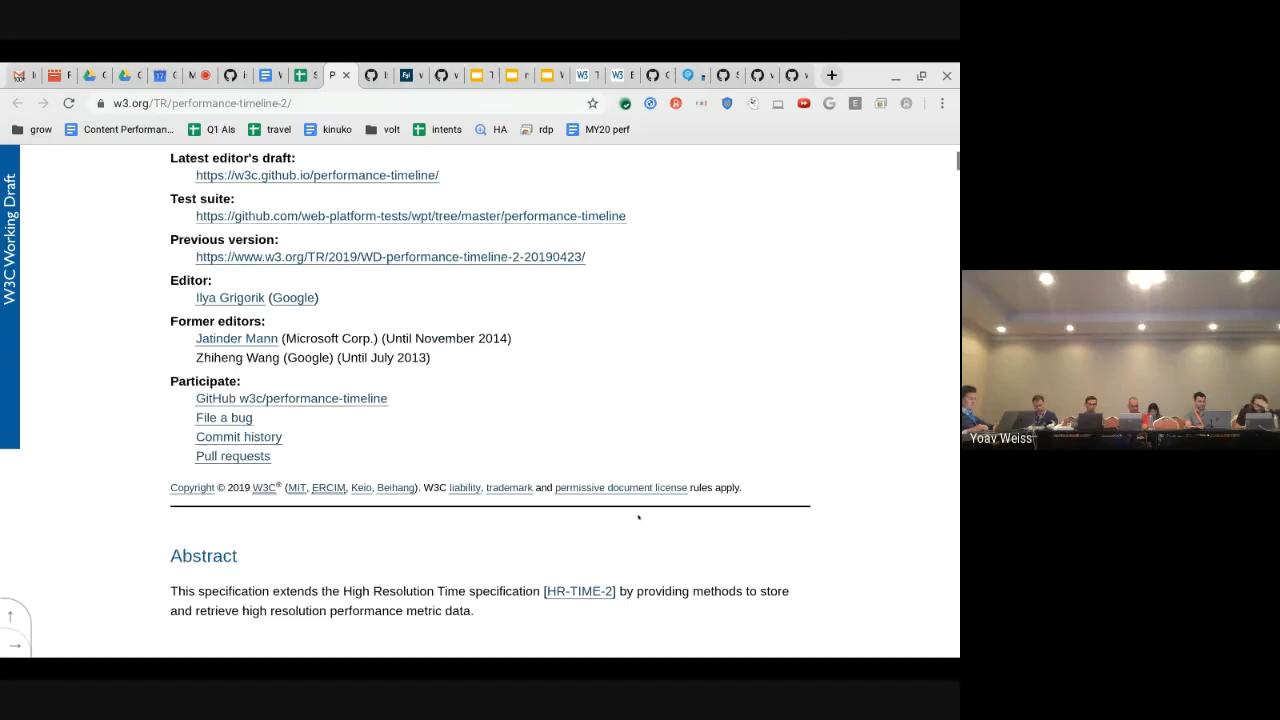 w3.org/TR/performance-timeline-2/
grow Content Performan... Q1 AIs travel kinuko volt intents HA rdp MY20 perf
W3C Working Draft
Latest editor's draft:
https://w3c.github.io/performance-timeline/
Test suite:
https://github.com/web-platform-tests/wpt/tree/master/performance-timeline
Previous version:
https://www.w3.org/TR/2019/WD-performance-timeline-2-20190423/
Editor:
Ilya Grigorik (Google)
Former editors:
Jatinder Mann (Microsoft Corp.) (Until November 2014)
Zhiheng Wang (Google) (Until July 2013)
Participate:
GitHub w3c/performance-timeline
File a bug
Commit history
Pull requests
Copyright © 2019 W3C® (MIT, ERCIM, Keio, Beihang). W3C liability, trademark and permissive document license rules apply.
Abstract
This specification extends the High Resolution Time specification [HR-TIME-2] by providing methods to store
and retrieve high resolution performance metric data.
Yoav Weiss